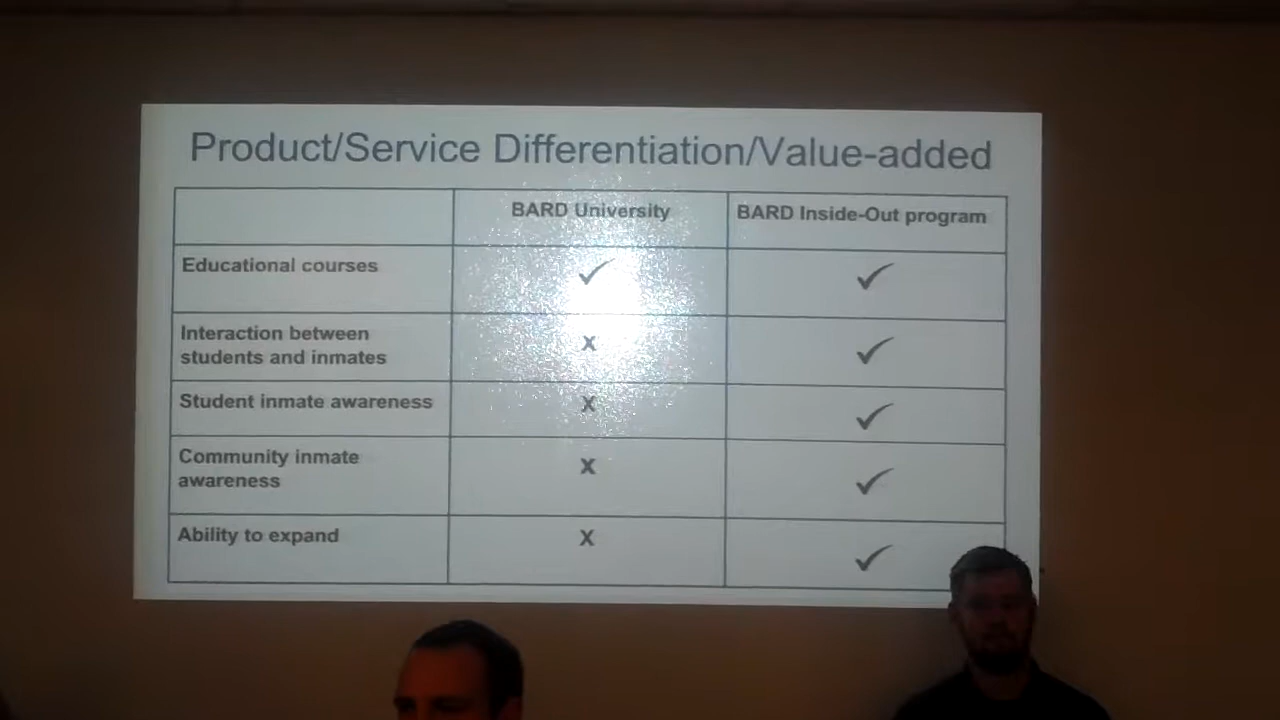 Product/Service Differentiation/Value-added
BARD University BARD Inside-Out program
Educational courses ✓ ✓
Interaction between
students and inmates X ✓
Student inmate awareness X ✓
Community inmate
awareness X ✓
Ability to expand X ✓